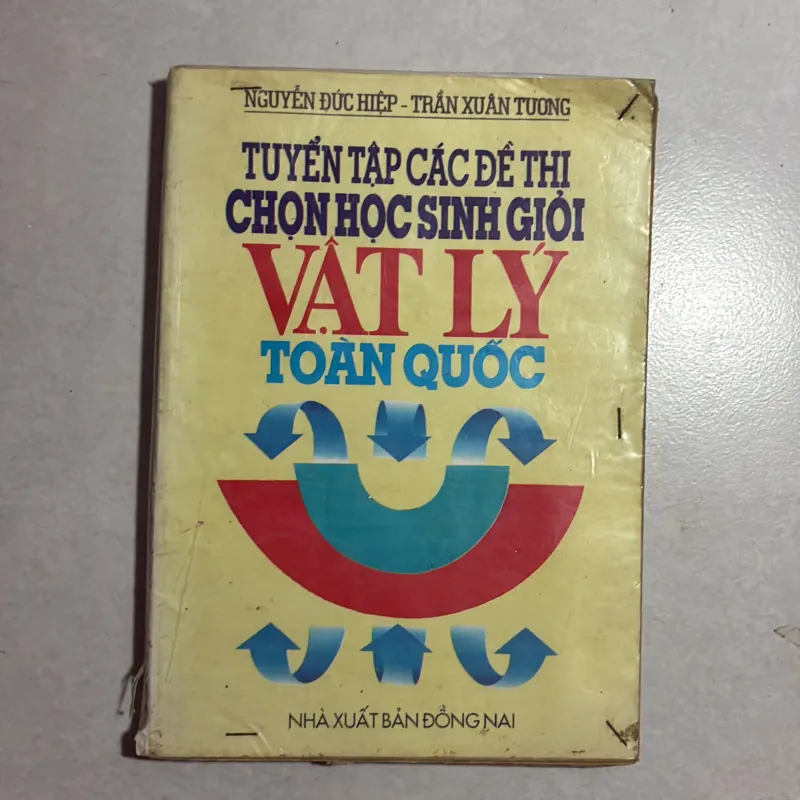 NGUYỄN ĐỨC HIỆP - TRẦN XUÂN TƯƠNG
TUYỂN TẬP CÁC ĐỀ THI
CHỌN HỌC SINH GIỎI
VẬT LÝ
TOÀN QUỐC
NHÀ XUẤT BẢN ĐỒNG NAI